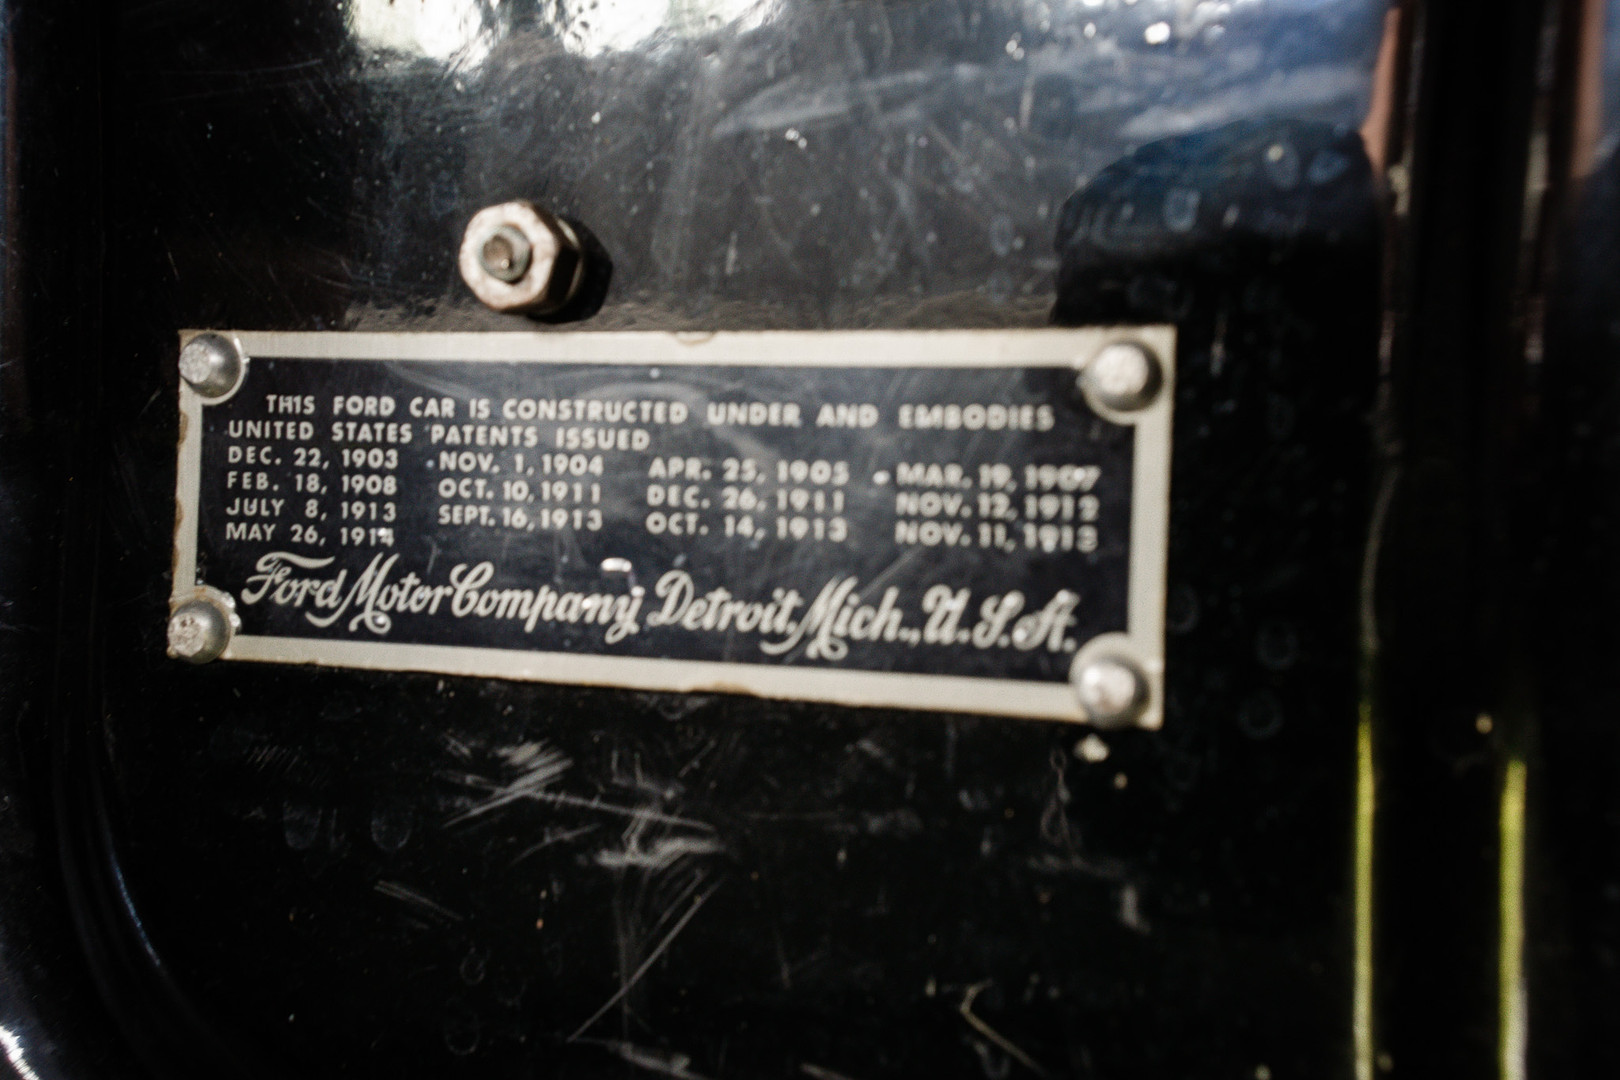 THIS FORD CAR IS CONSTRUCTED UNDER AND EMBODIES
UNITED STATES PATENTS ISSUED
DEC. 22, 1903 NOV. 1, 1904 APR. 25, 1905 MAR. 19, 1907
FEB. 18, 1908 OCT. 10, 1911 DEC. 26, 1911 NOV. 12, 1912
JULY 8, 1913 SEPT. 16, 1913 OCT. 14, 1913 NOV. 11, 1913
MAY 26, 1914
Ford Motor Company, Detroit, Mich., U.S.A.